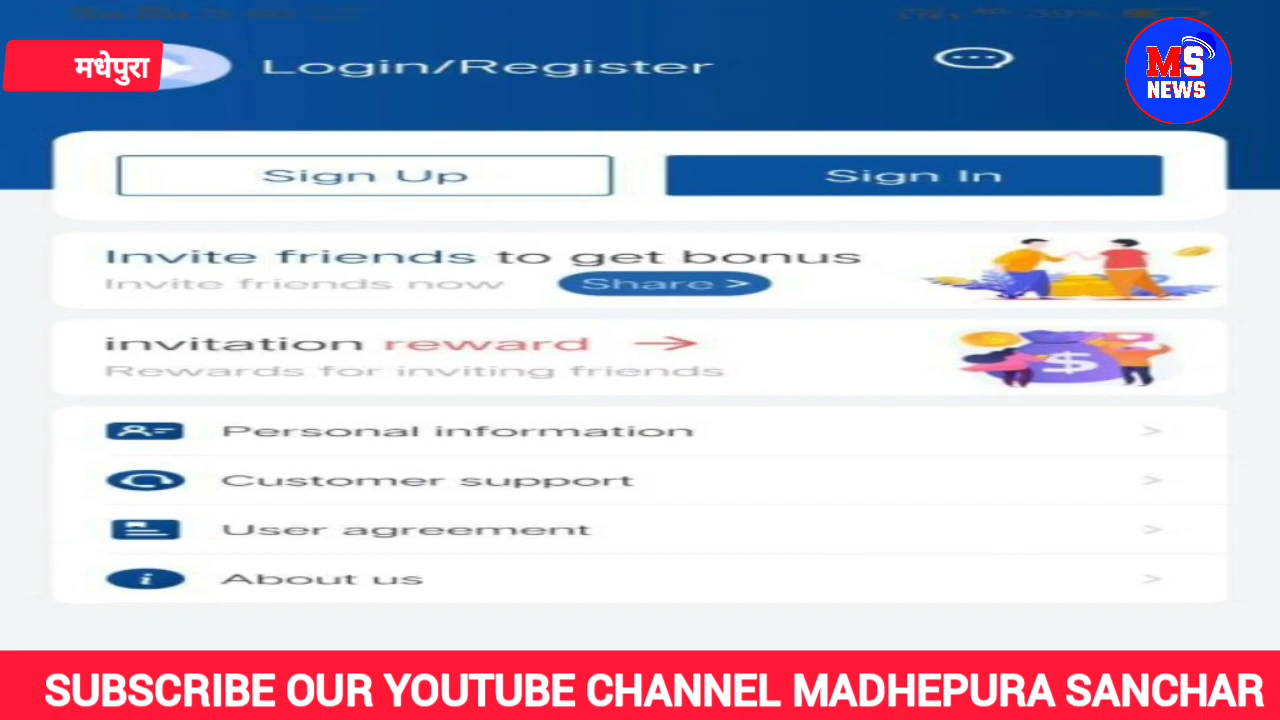 मधेपुरा
Login/Register
MS
NEWS
Sign Up
Sign In
Invite friends to get bonus
Invite friends now
Share >
invitation reward →
Rewards for inviting friends
$
Personal information >
Customer support >
User agreement >
About us >
SUBSCRIBE OUR YOUTUBE CHANNEL MADHEPURA SANCHAR